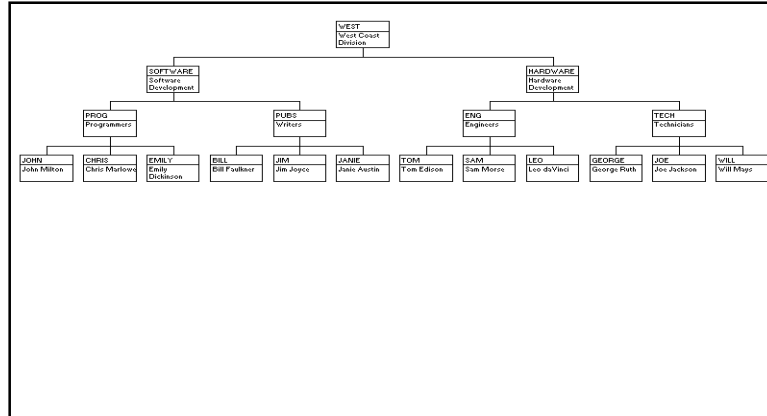 WEST
West Coast
Division
SOFTWARE
Software
Development
HARDWARE
Hardware
Development
PROG
Programmers
PUBS
Writers
ENG
Engineers
TECH
Technicians
JOHN
John Milton
CHRIS
Chris Marlowe
EMILY
Emily
Dickinson
BILL
Bill Faulkner
JIM
Jim Joyce
JANIE
Janie Austin
TOM
Tom Edison
SAM
Sam Morse
LEO
Leo daVinci
GEORGE
George Ruth
JOE
Joe Jackson
WILL
Will Mays